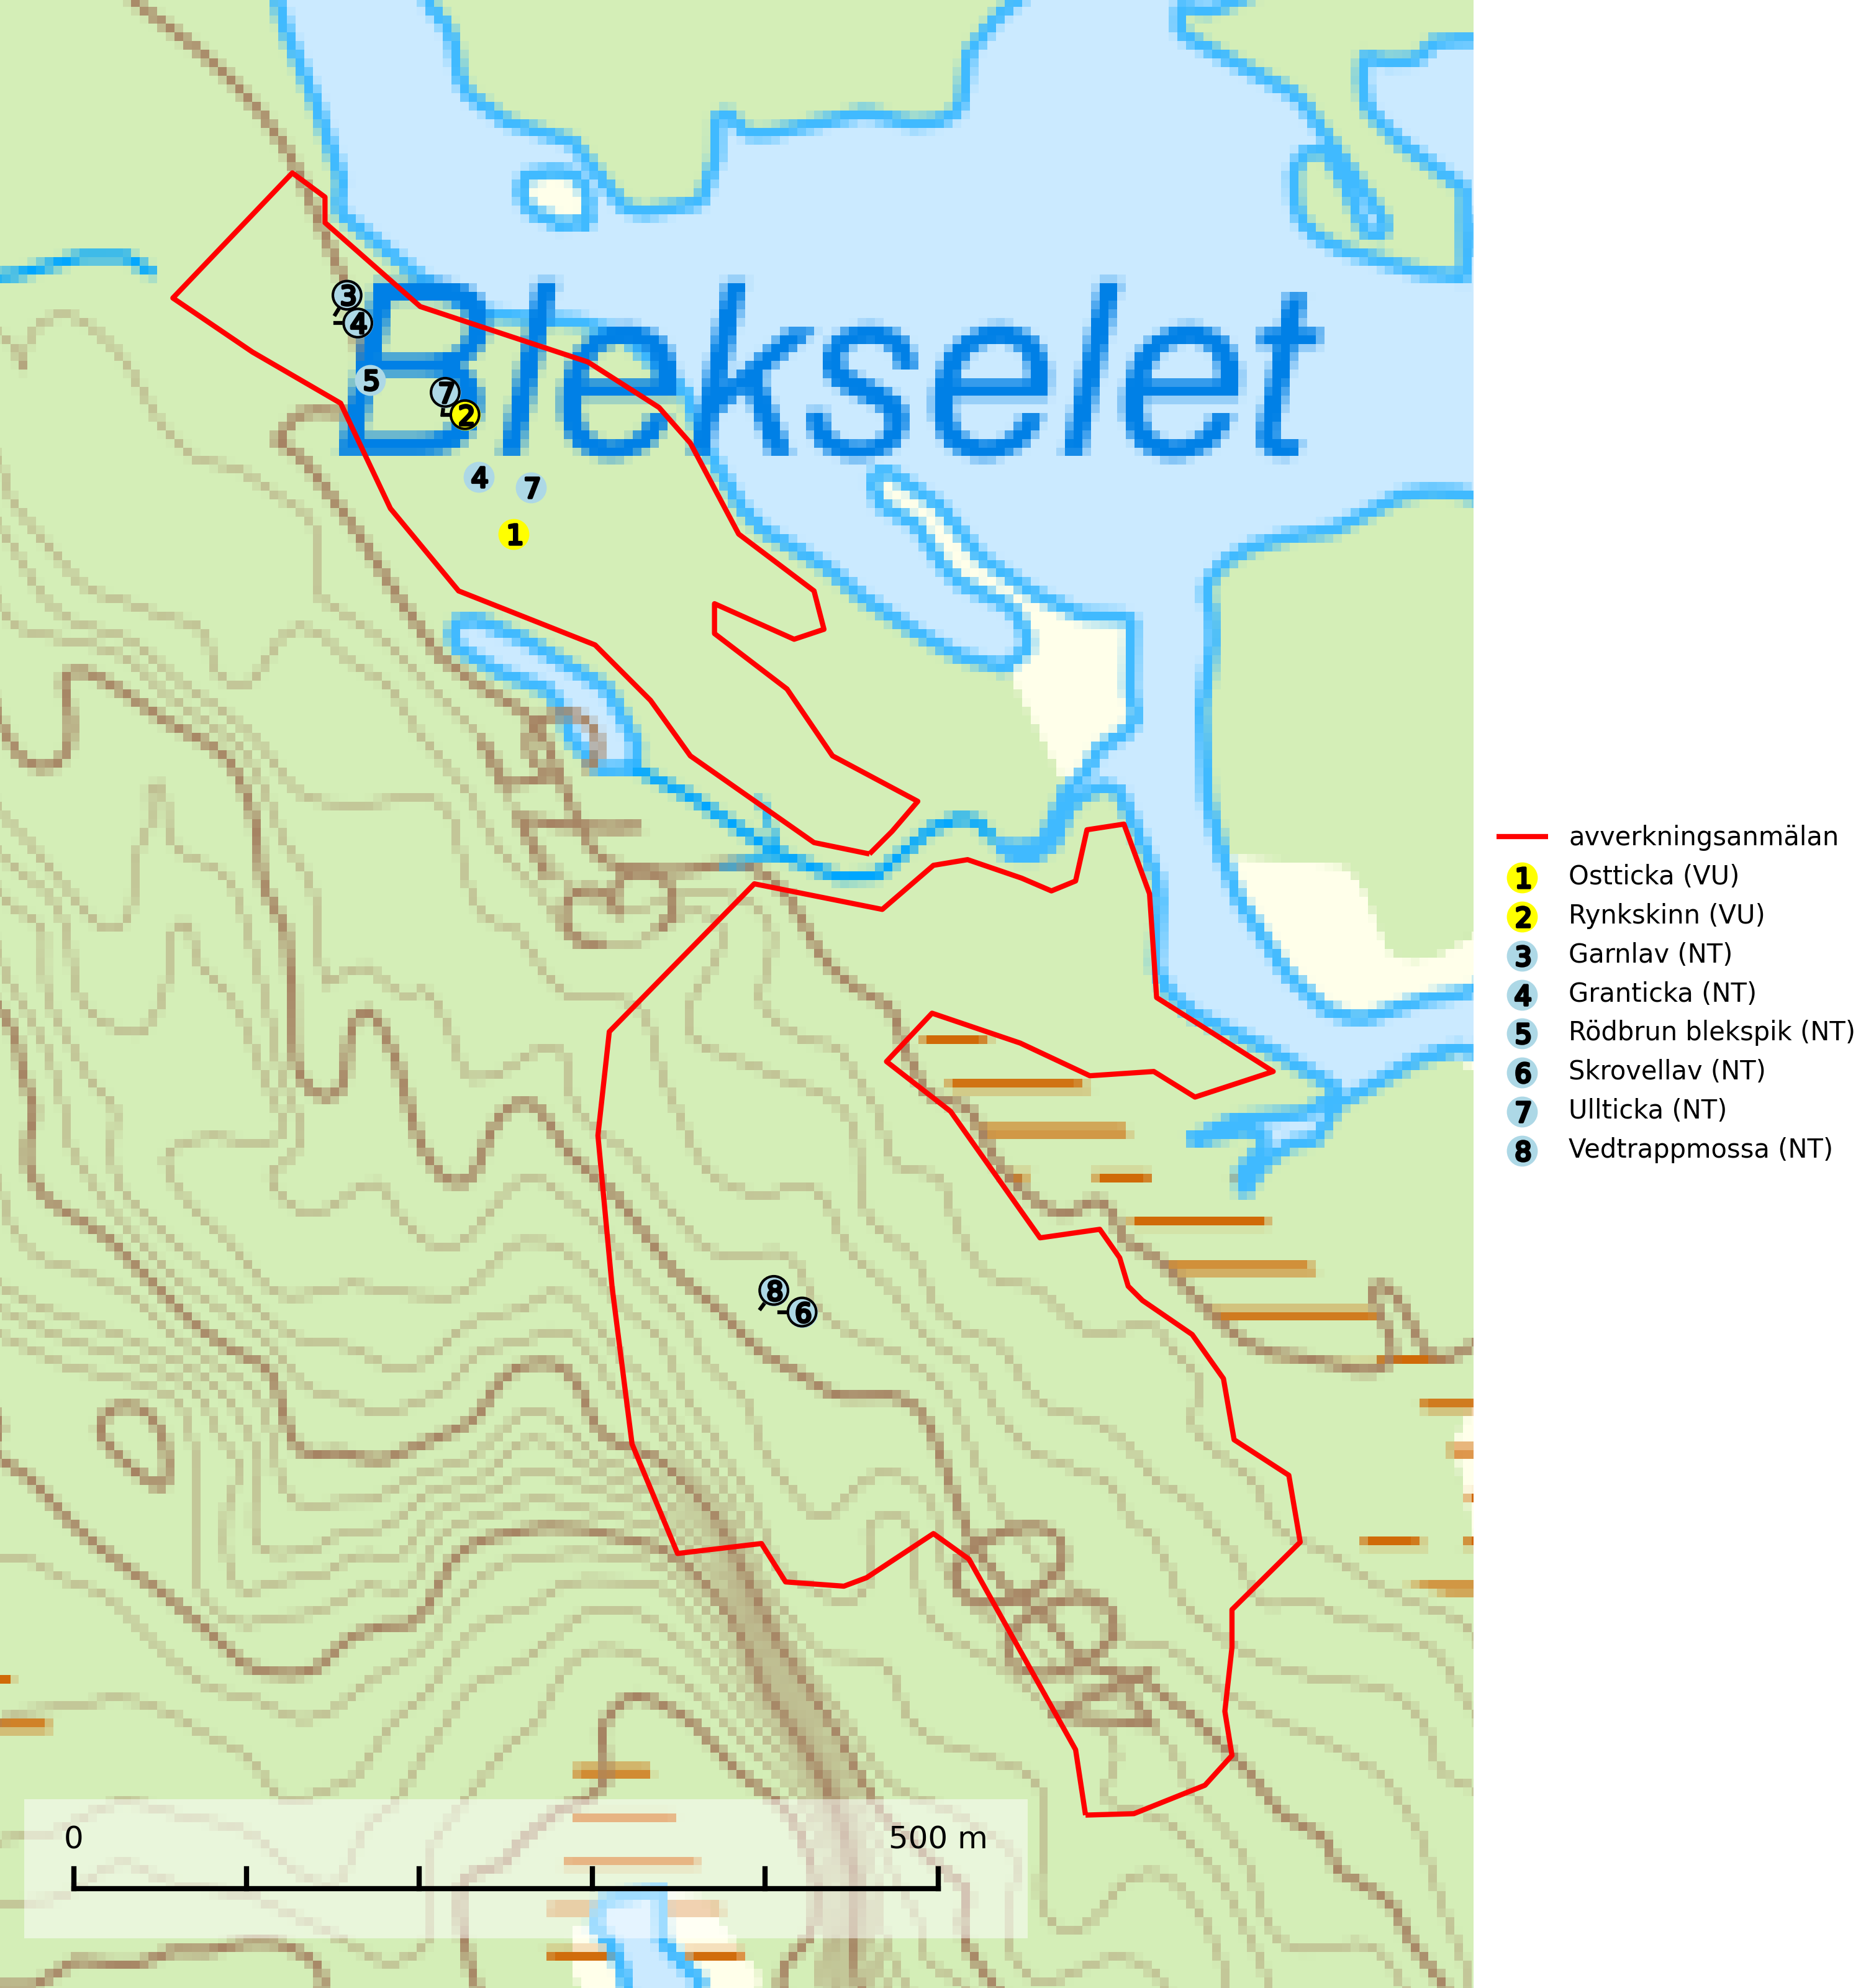 Blekselet
3
4
5
7
2
4
7
1
8
6
0 500 m
avverkningsanmälan
1 Ostticka (VU)
2 Rynkskinn (VU)
3 Garnlav (NT)
4 Granticka (NT)
5 Rödbrun blekspik (NT)
6 Skrovellav (NT)
7 Ullticka (NT)
8 Vedtrappmossa (NT)